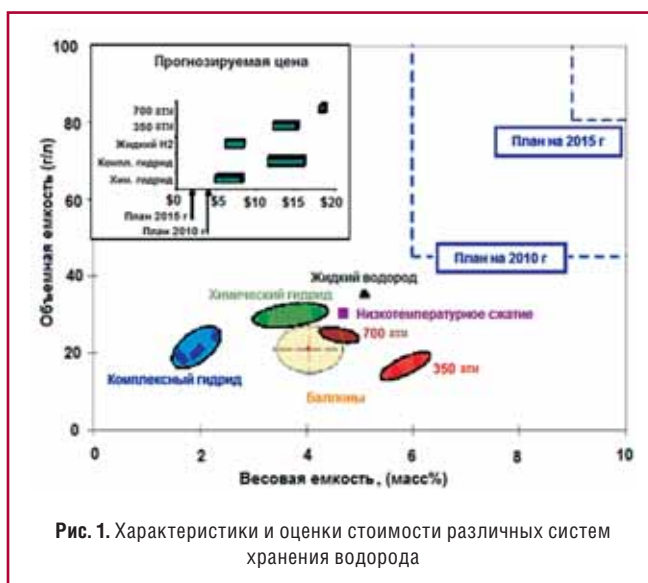 100
80
60
40
20
0
Объемная емкость (г/л)
Прогнозируемая цена
700 атм
350 атм
Жидкий H2
Компл. гидрид
Хим. гидрид
$0 $5 $10 $15 $20
План 2015 г
План 2010 г
План на 2015 г
План на 2010 г
Жидкий водород
Химический гидрид
Низкотемпературное сжатие
700 атм
350 атм
Комплексный гидрид
Баллоны
0 2 4 6 8 10
Весовая емкость, (масс%)
Рис. 1. Характеристики и оценки стоимости различных систем
хранения водорода